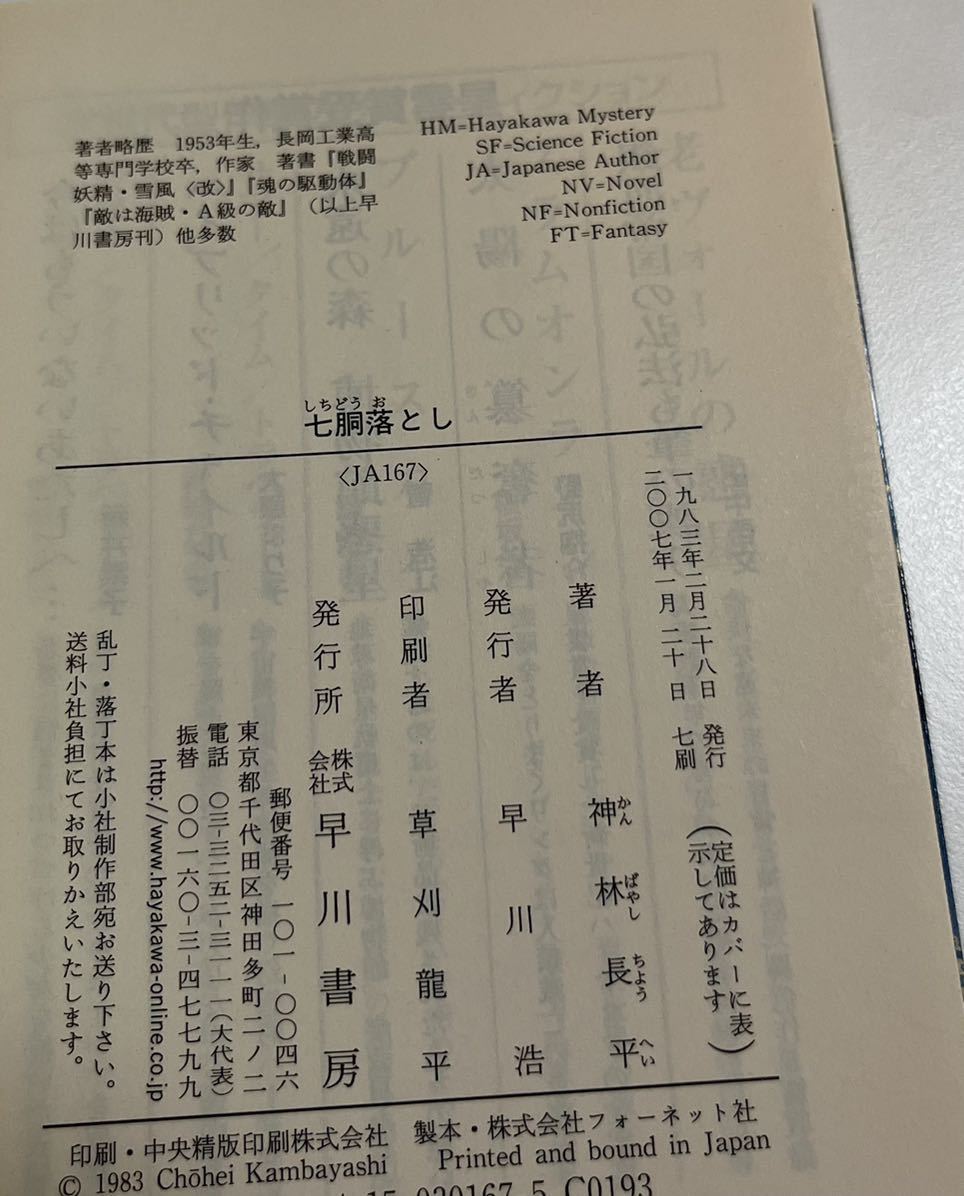 著者略歴　1953年生，長岡工業高
等専門学校卒，作家　著書『戦闘
妖精・雪風〈改〉』『魂の駆動体』
『敵は海賊・A級の敵』（以上早
川書房刊）他多数
HM=Hayakawa Mystery
SF=Science Fiction
JA=Japanese Author
NV=Novel
NF=Nonfiction
FT=Fantasy
しちどうお
七胴落とし
〈JA167〉
一九八三年二月二十八日　発行
二〇〇七年一月二十日　七刷
（定価はカバーに表
示してあります）
著者　神林長平
かんばやしちようへい
発行者　早川浩
印刷者　草刈龍平
発行所　株式会社　早川書房
郵便番号　一〇一-〇〇四六
東京都千代田区神田多町二ノ二
電話　〇三-三二五二-三一一一（大代表）
振替　〇〇一六〇-三-四七七九九
http://www.hayakawa-online.co.jp
乱丁・落丁本は小社制作部宛お送り下さい。
送料小社負担にてお取りかえいたします。
印刷・中央精版印刷株式会社　製本・株式会社フォーネット社
© 1983 Chōhei Kambayashi　Printed and bound in Japan
15-030167-5 C0193